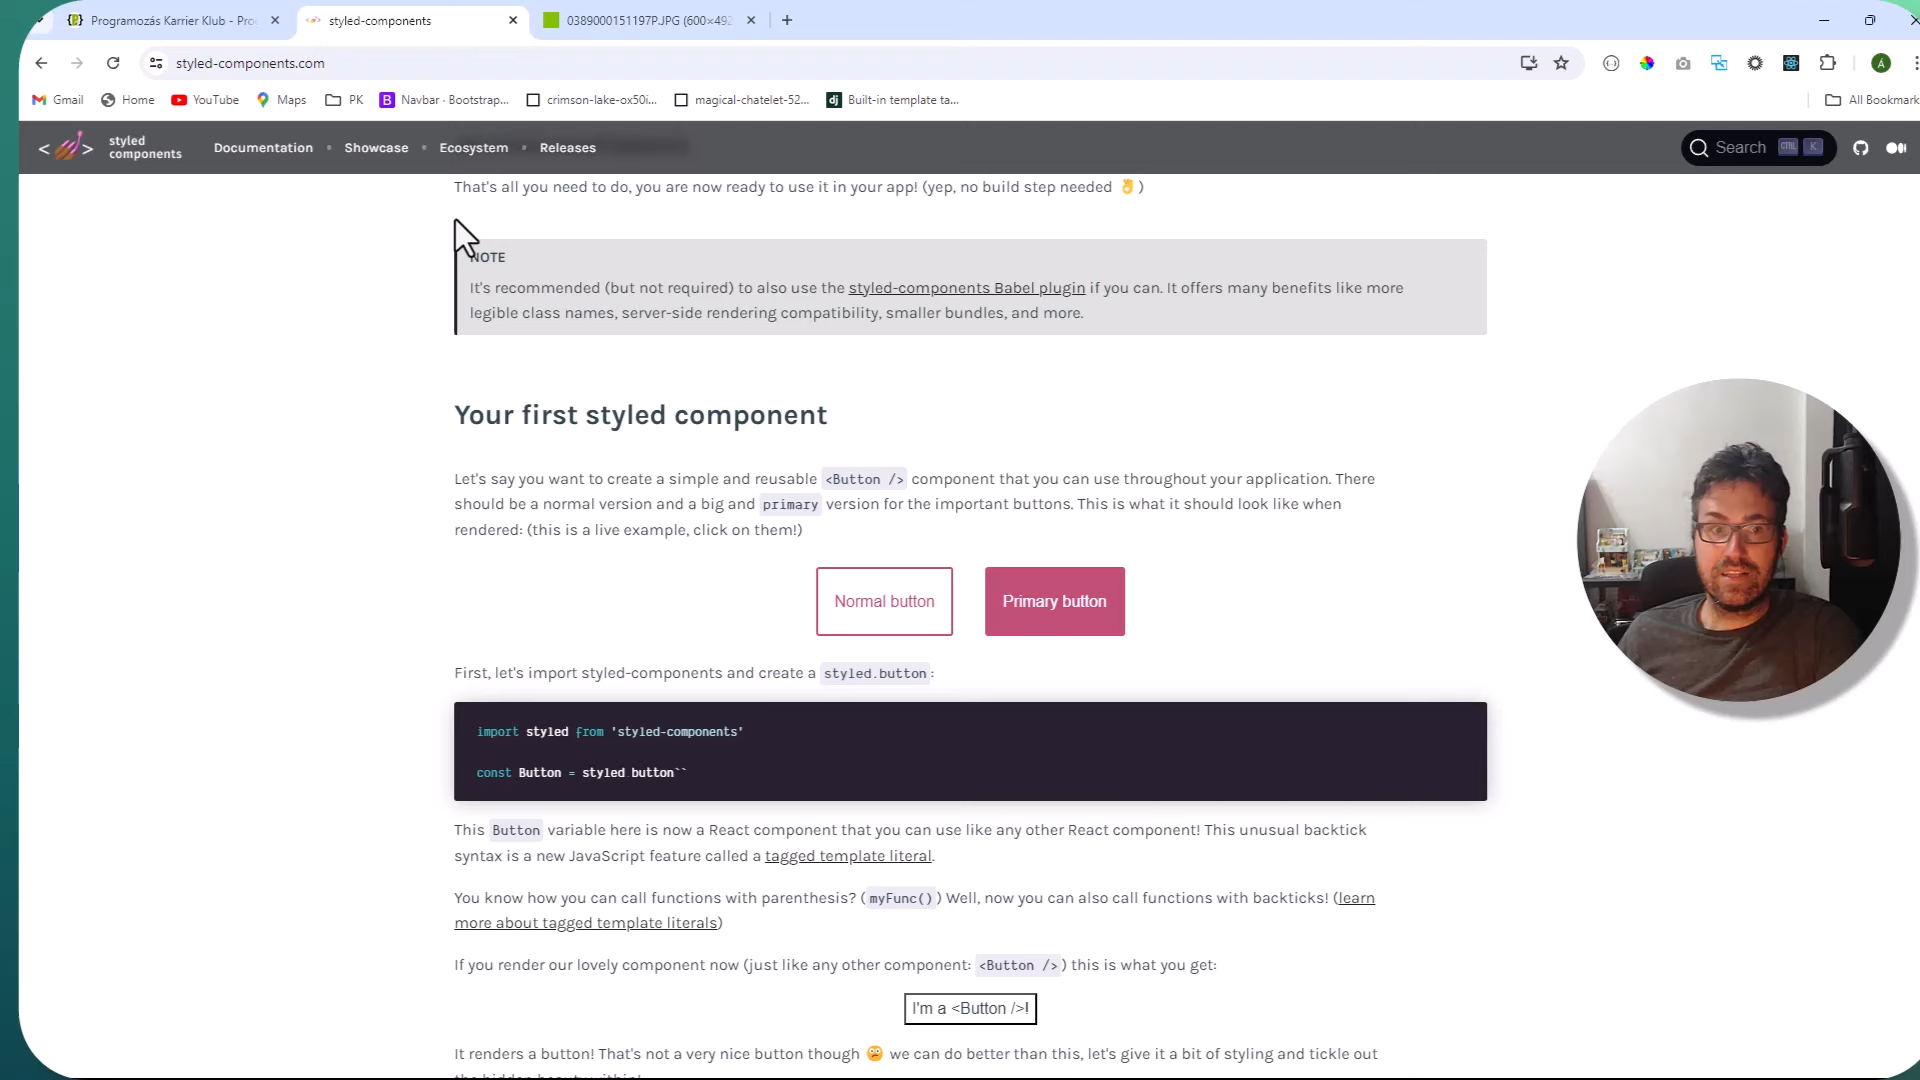 Programozás Karrier Klub - Pro
styled-components
0389000151197P.JPG (600×492
styled-components.com
Gmail
Home
YouTube
Maps
PK
Navbar · Bootstrap...
crimson-lake-ox50i...
magical-chatelet-52...
dj Built-in template ta...
All Bookmark
styled
components
Documentation
Showcase
Ecosystem
Releases
Search CTRL K
That's all you need to do, you are now ready to use it in your app! (yep, no build step needed 👌)
NOTE
It's recommended (but not required) to also use the styled-components Babel plugin if you can. It offers many benefits like more
legible class names, server-side rendering compatibility, smaller bundles, and more.
Your first styled component
Let's say you want to create a simple and reusable <Button /> component that you can use throughout your application. There
should be a normal version and a big and primary version for the important buttons. This is what it should look like when
rendered: (this is a live example, click on them!)
Normal button
Primary button
First, let's import styled-components and create a styled.button:
import styled from 'styled-components'
const Button = styled button``
This Button variable here is now a React component that you can use like any other React component! This unusual backtick
syntax is a new JavaScript feature called a tagged template literal.
You know how you can call functions with parenthesis? (myFunc()) Well, now you can also call functions with backticks! (learn
more about tagged template literals)
If you render our lovely component now (just like any other component: <Button />) this is what you get:
I'm a <Button />!
It renders a button! That's not a very nice button though 😕 we can do better than this, let's give it a bit of styling and tickle out